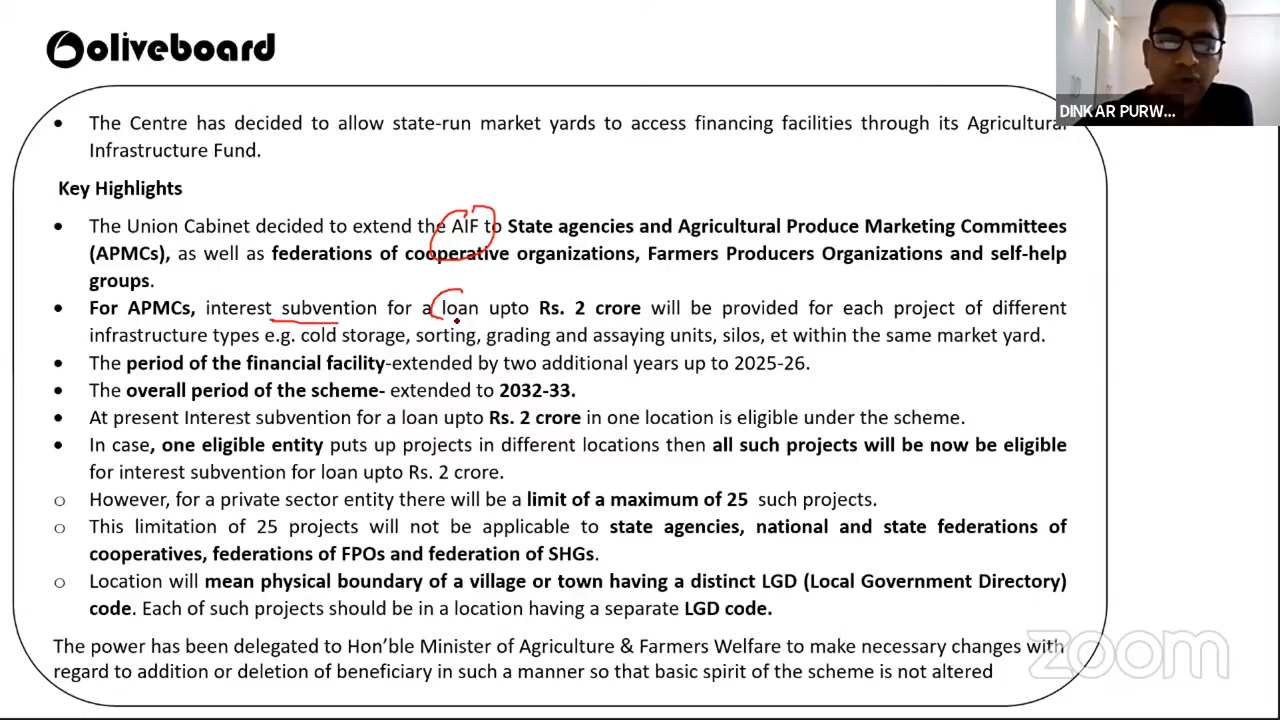 oliveboard
DINKAR PURW...
The Centre has decided to allow state-run market yards to access financing facilities through its Agricultural
Infrastructure Fund.
Key Highlights
The Union Cabinet decided to extend the AIF to State agencies and Agricultural Produce Marketing Committees
(APMCs), as well as federations of cooperative organizations, Farmers Producers Organizations and self-help
groups.
For APMCs, interest subvention for a loan upto Rs. 2 crore will be provided for each project of different
infrastructure types e.g. cold storage, sorting, grading and assaying units, silos, et within the same market yard.
The period of the financial facility-extended by two additional years up to 2025-26.
The overall period of the scheme- extended to 2032-33.
At present Interest subvention for a loan upto Rs. 2 crore in one location is eligible under the scheme.
In case, one eligible entity puts up projects in different locations then all such projects will be now be eligible
for interest subvention for loan upto Rs. 2 crore.
However, for a private sector entity there will be a limit of a maximum of 25 such projects.
This limitation of 25 projects will not be applicable to state agencies, national and state federations of
cooperatives, federations of FPOs and federation of SHGs.
Location will mean physical boundary of a village or town having a distinct LGD (Local Government Directory)
code. Each of such projects should be in a location having a separate LGD code.
The power has been delegated to Hon'ble Minister of Agriculture & Farmers Welfare to make necessary changes with
regard to addition or deletion of beneficiary in such a manner so that basic spirit of the scheme is not altered
zoom